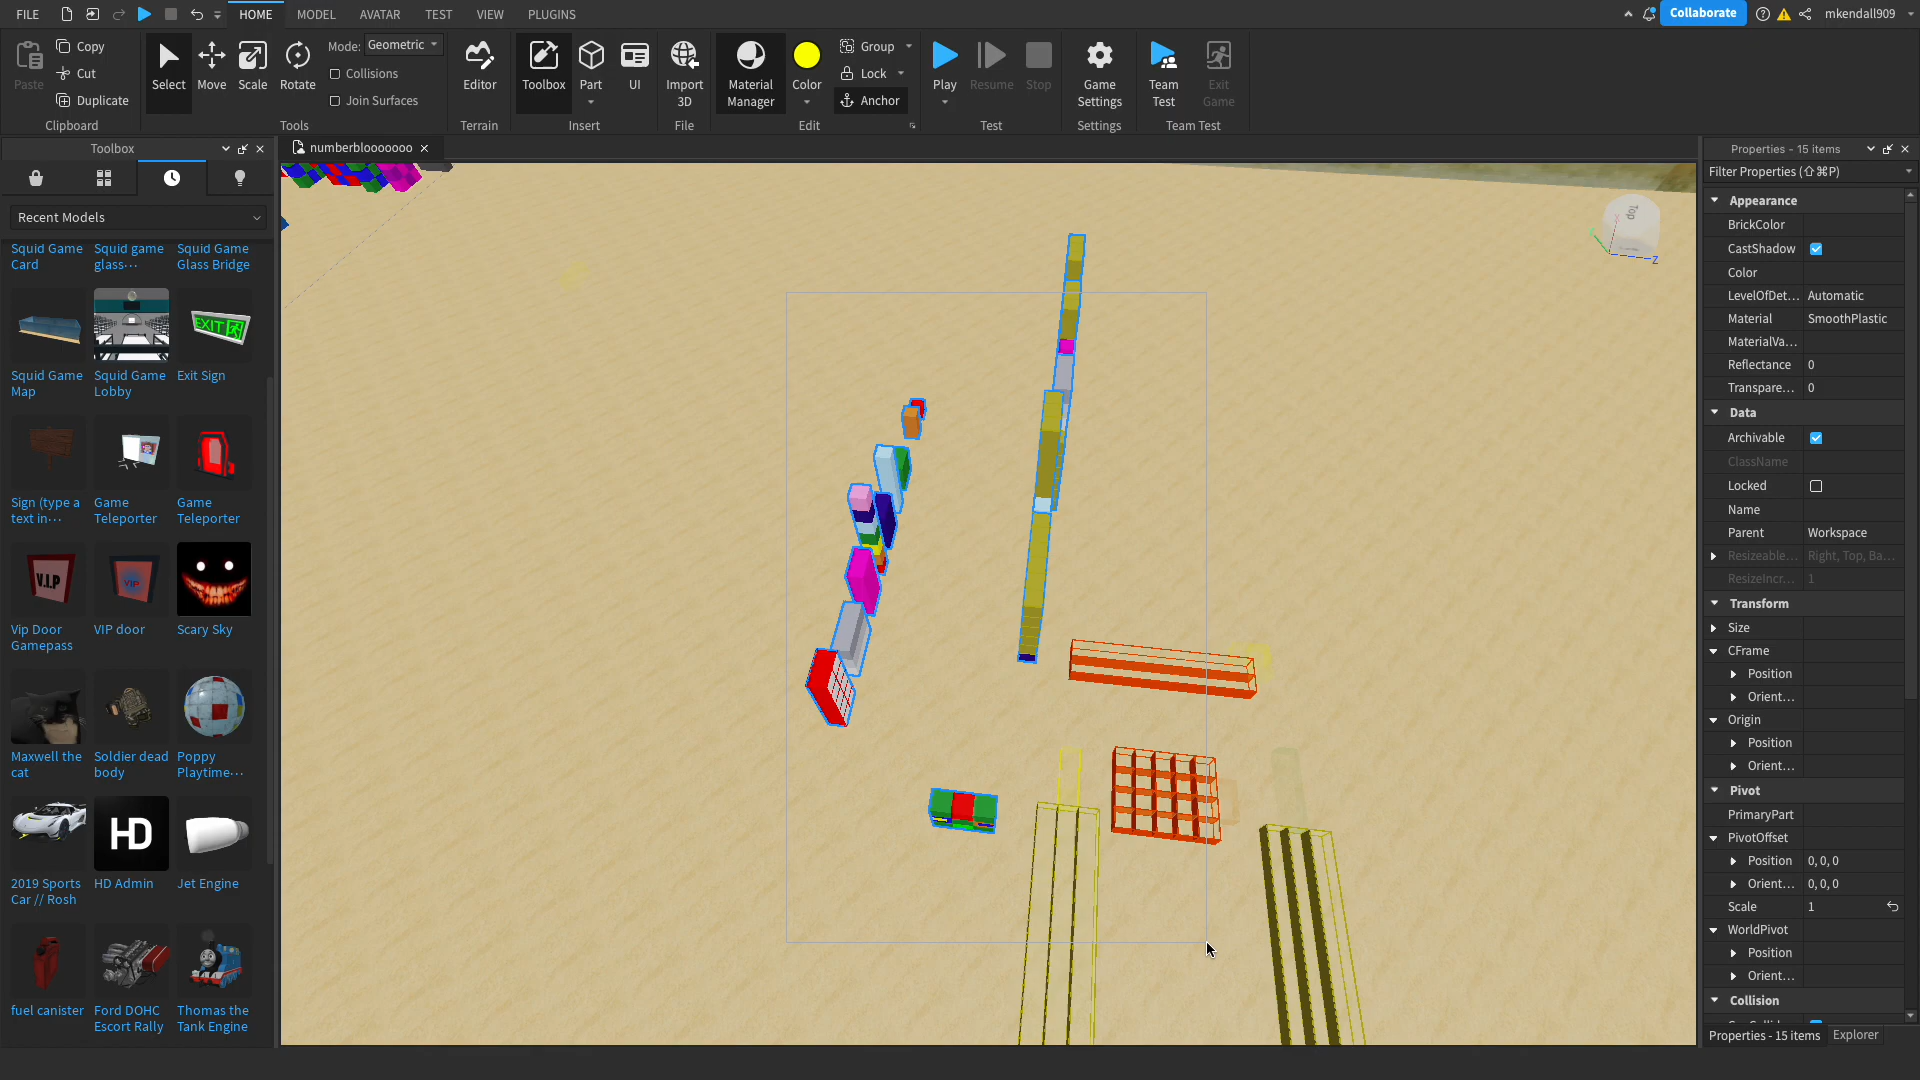 FILE
HOME
MODEL
AVATAR
TEST
VIEW
PLUGINS
Collaborate
mkendall909
Paste
Copy
Cut
Duplicate
Clipboard
Select
Move
Scale
Rotate
Mode: Geometric
Collisions
Join Surfaces
Tools
Editor
Terrain
Toolbox
Part
UI
Insert
Import
3D
File
Material
Manager
Color
Group
Lock
Anchor
Edit
Play
Resume
Stop
Test
Game
Settings
Settings
Team
Test
Exit
Game
Team Test
Toolbox
numberblooooooo
Recent Models
Squid Game
Card
Squid game
glass···
Squid Game
Glass Bridge
Squid Game
Map
Squid Game
Lobby
EXIT
Exit Sign
Sign (type a
text in···
Game
Teleporter
Game
Teleporter
V.I.P
Vip Door
Gamepass
VIP
VIP door
Scary Sky
Maxwell the
cat
Soldier dead
body
Poppy
Playtime···
2019 Sports
Car // Rosh
HD
HD Admin
Jet Engine
fuel canister
Ford DOHC
Escort Rally
Thomas the
Tank Engine
Top
Z
Properties - 15 items
Filter Properties (⇧⌘P)
Appearance
BrickColor
CastShadow
Color
LevelOfDet... Automatic
Material SmoothPlastic
MaterialVa...
Reflectance 0
Transpare... 0
Data
Archivable
ClassName
Locked
Name
Parent Workspace
Resizeable... Right, Top, Ba...
ResizeIncr... 1
Transform
Size
CFrame
Position
Orient...
Origin
Position
Orient...
Pivot
PrimaryPart
PivotOffset
Position 0, 0, 0
Orient... 0, 0, 0
Scale 1
WorldPivot
Position
Orient...
Collision
Properties - 15 items
Explorer